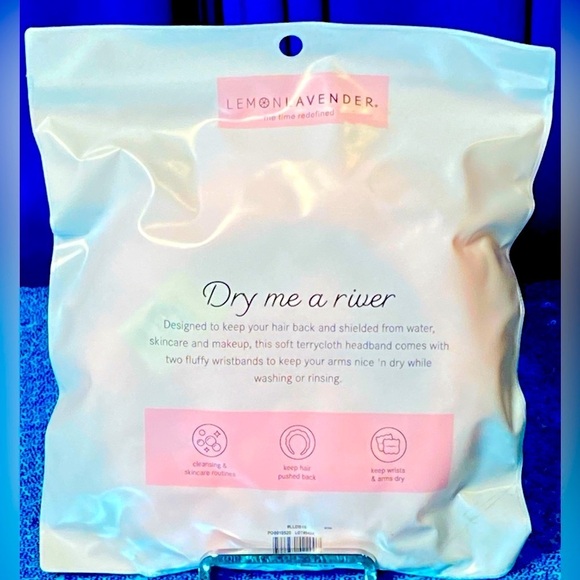 LEMONLAVENDER®
me time redefined
Dry me a river
Designed to keep your hair back and shielded from water,
skincare and makeup, this soft terrycloth headband comes with
two fluffy wristbands to keep your arms nice 'n dry while
washing or rinsing.
cleansing &
skincare routines
keep hair
pushed back
keep wrists
& arms dry